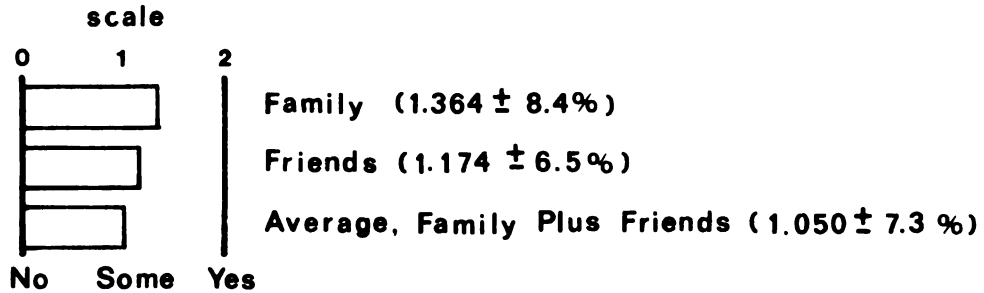 scale
0 1 2
Family (1.364 ± 8.4%)
Friends (1.174 ± 6.5%)
Average, Family Plus Friends (1.050 ± 7.3 %)
No Some Yes